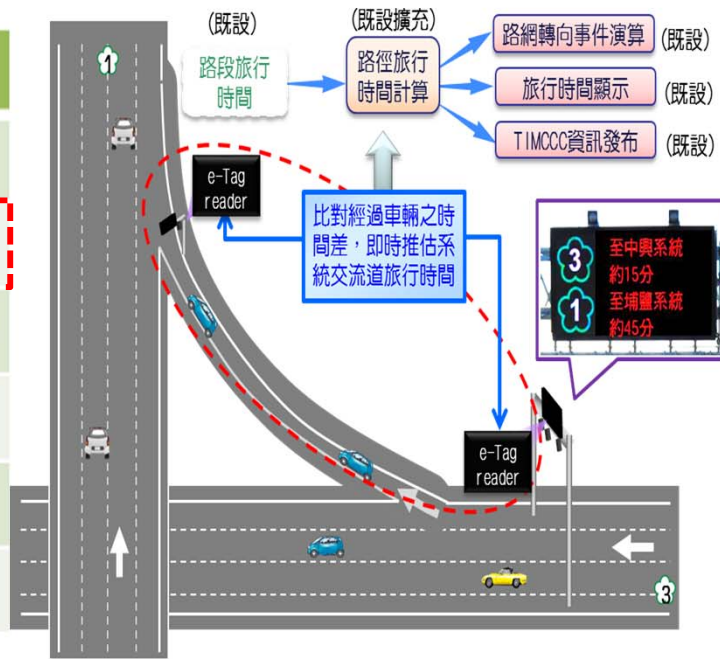 (既設)
(既設擴充)
路段旅行
時間
路徑旅行
時間計算
路網轉向事件演算
(既設)
旅行時間顯示
(既設)
TIMCCC資訊發布
(既設)
1
e-Tag
reader
比對經過車輛之時
間差，即時推估系
統交流道旅行時間
3
至中興系統
約15分
1
至埔鹽系統
約45分
e-Tag
reader
3